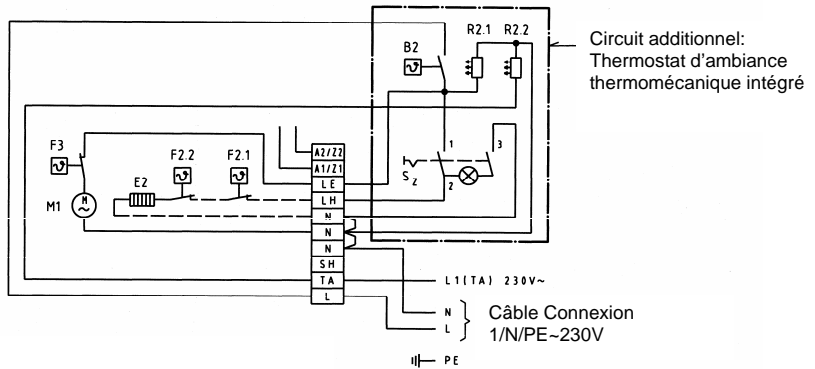 R2.1 R2.2
B2
Circuit additionnel:
Thermostat d'ambiance
thermomécanique intégré
F3
F2.2 F2.1
E2
M1
M
A2/Z2
A1/Z1
LE
LH
N
N
N
SH
TA
L
1
3
S Z
2
L1(TA) 230V~
N
L
Câble Connexion
1/N/PE~230V
PE